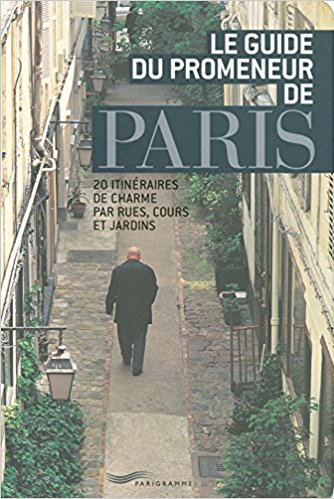 LE GUIDE
DU PROMENEUR
DE
PARIS
20 ITINÉRAIRES
DE CHARME
PAR RUES, COURS
ET JARDINS
PARIGRAMME